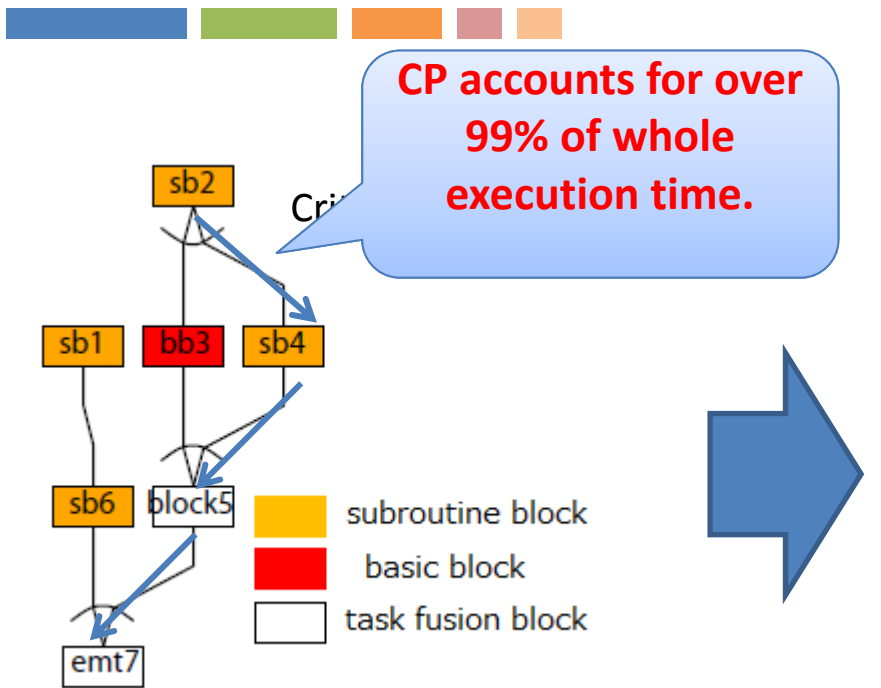 CP accounts for over
99% of whole
execution time.
sb2
sb1
bb3
sb4
sb6
block5
subroutine block
basic block
task fusion block
emt7